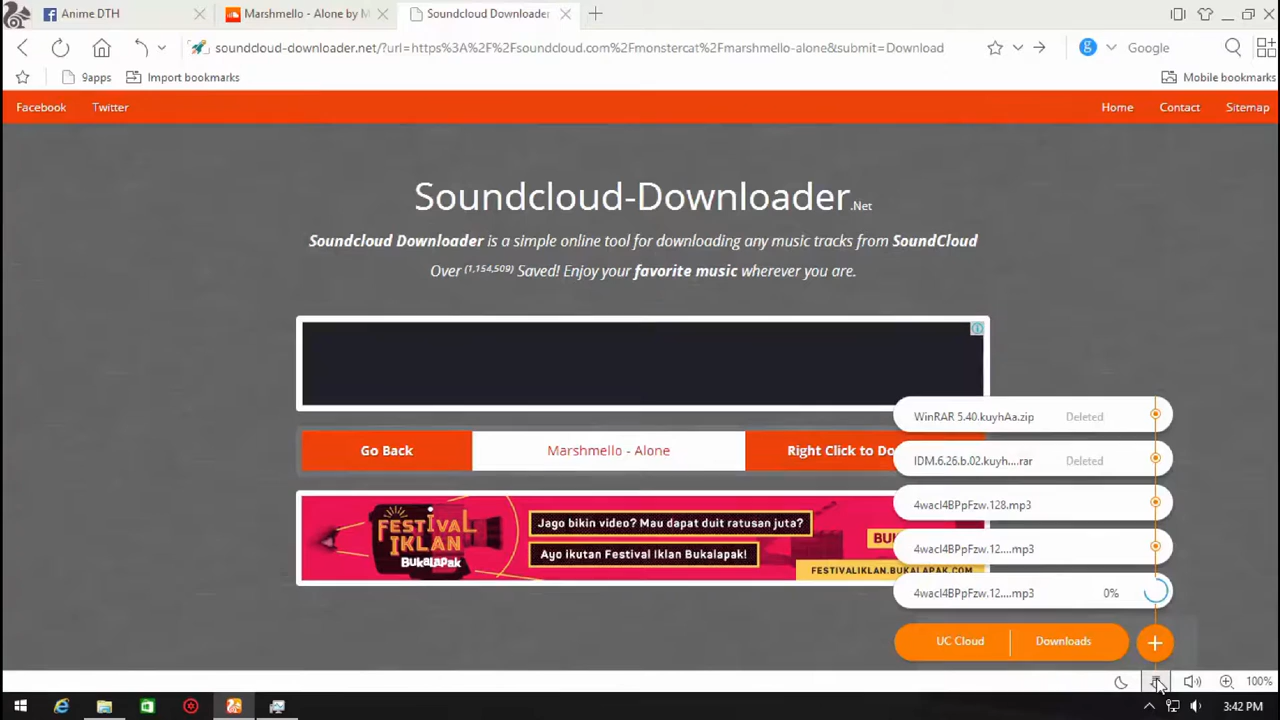 Anime DTH
Marshmello - Alone by M
Soundcloud Downloader
soundcloud-downloader.net/?url=https%3A%2F%2Fsoundcloud.com%2Fmonstercat%2Fmarshmello-alone&submit=Download
Google
9apps
Import bookmarks
Mobile bookmarks
Facebook
Twitter
Home
Contact
Sitemap
Soundcloud-Downloader.Net
Soundcloud Downloader is a simple online tool for downloading any music tracks from SoundCloud
Over (1,154,509) Saved! Enjoy your favorite music wherever you are.
Go Back
Marshmello - Alone
Right Click to Do
FESTIVAL
IKLAN
BUKALAPAK
Jago bikin video? Mau dapat duit ratusan juta?
Ayo ikutan Festival Iklan Bukalapak!
BU
FESTIVALIKLAN.BUKALAPAK.COM
WinRAR 5.40.kuyhAa.zip Deleted
IDM.6.26.b.02.kuyh....rar Deleted
4wacI4BPpFzw.128.mp3
4wacI4BPpFzw.12....mp3
4wacI4BPpFzw.12....mp3 0%
UC Cloud
Downloads
100%
3:42 PM